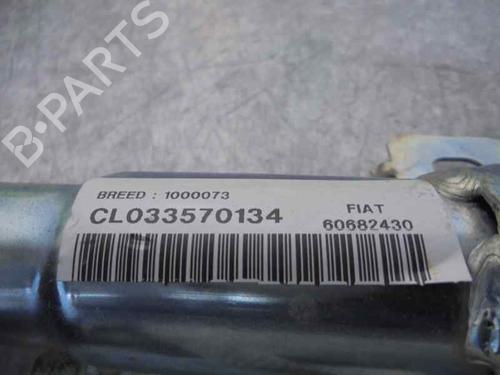 B-PARTS
BREED : 1000073
CL033570134
FIAT
60682430